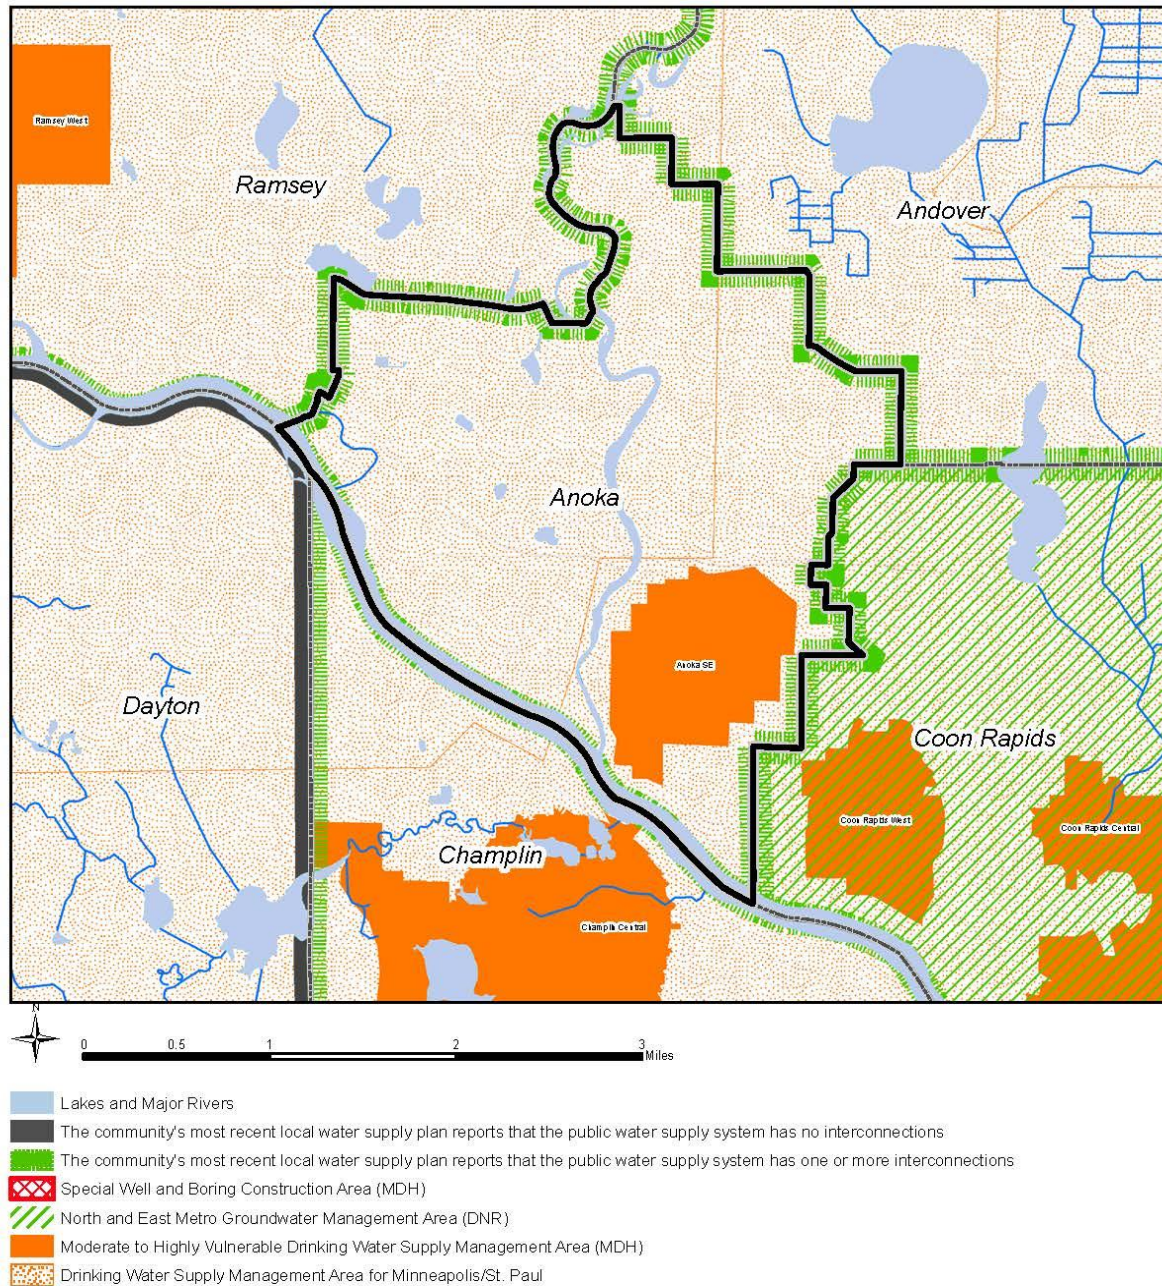 Ramsey West
Ramsey
Andover
Anoka
Anoka SE
Dayton
Coon Rapids
Coon Rapids West
Coon Rapids Central
Champlin
Champlin Central
N
0 0.5 1 2 3
Miles
Lakes and Major Rivers
The community's most recent local water supply plan reports that the public water supply system has no interconnections
The community's most recent local water supply plan reports that the public water supply system has one or more interconnections
Special Well and Boring Construction Area (MDH)
North and East Metro Groundwater Management Area (DNR)
Moderate to Highly Vulnerable Drinking Water Supply Management Area (MDH)
Drinking Water Supply Management Area for Minneapolis/St. Paul